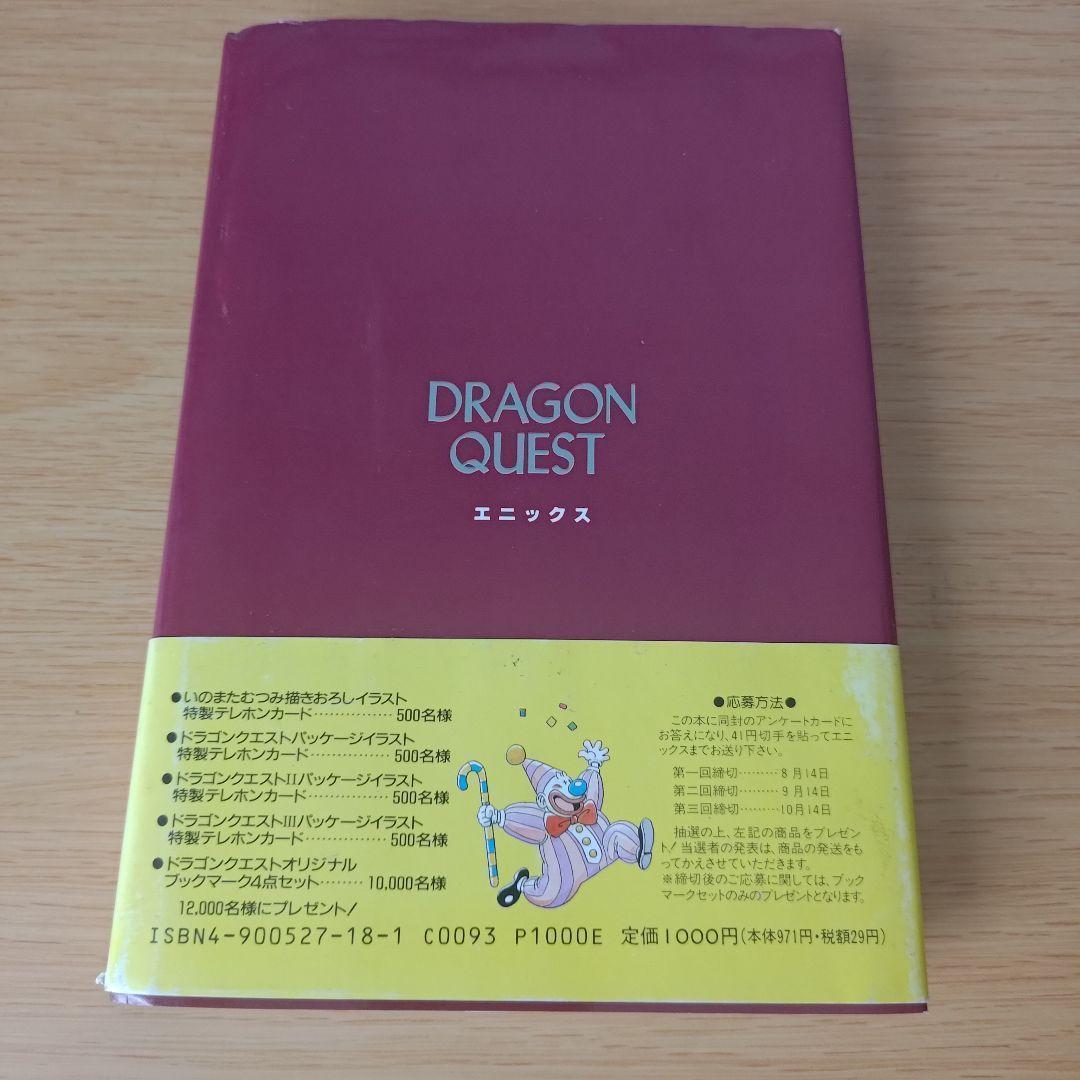 DRAGON
QUEST
エニックス
●いのまたむつみ描きおろしイラスト
特製テレホンカード……………500名様
●ドラゴンクエストパッケージイラスト
特製テレホンカード……………500名様
●ドラゴンクエストIIパッケージイラスト
特製テレホンカード……………500名様
●ドラゴンクエストIIIパッケージイラスト
特製テレホンカード……………500名様
●ドラゴンクエストオリジナル
ブックマーク4点セット………10,000名様
12,000名様にプレゼント!
●応募方法●
この本に同封のアンケートカードに
お答えになり、41円切手を貼ってエニ
ックスまでお送り下さい。
第一回締切………8月14日
第二回締切………9月14日
第三回締切………10月14日
抽選の上、左記の商品をプレゼン
ト!当選者の発表は、商品の発送をも
ってかえさせていただきます。
※締切後のご応募に関しては、ブック
マークセットのみのプレゼントとなります。
ISBN4-900527-18-1 C0093 P1000E 定価1000円(本体971円・税額29円)